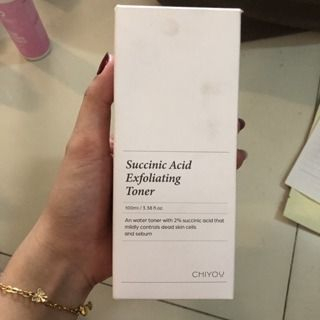 Succinic Acid
Exfoliating
Toner
100ml / 3.38 fl.oz.
An water toner with 2% succinic acid that
mildly controls dead skin cells
and sebum
CHIYOU